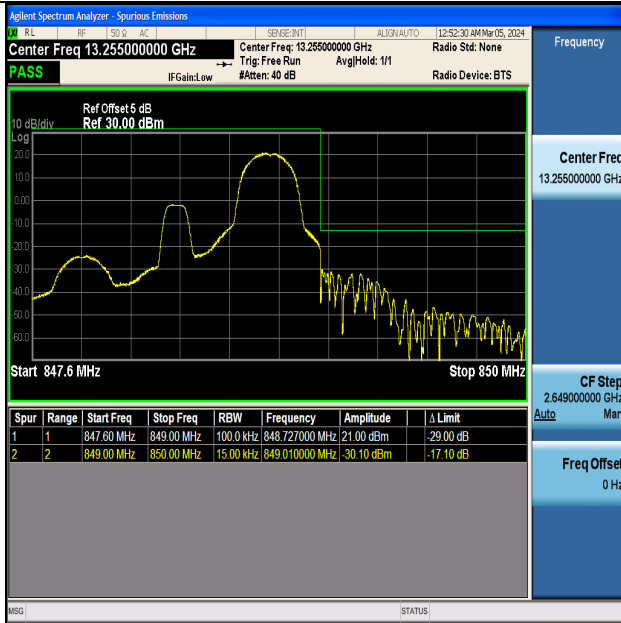 Agilent Spectrum Analyzer - Spurious Emissions
RL RF 50 Ω AC SENSE:INT ALIGN AUTO 12:52:30 AM Mar 05, 2024
Center Freq 13.255000000 GHz
Center Freq: 13.255000000 GHz
Radio Std: None
Trig: Free Run Avg|Hold: 1/1
PASS
IFGain:Low
#Atten: 40 dB
Radio Device: BTS
Frequency
Ref Offset 5 dB
10 dB/div Ref 30.00 dBm
Log
20.0
10.0
0.00
-10.0
-20.0
-30.0
-40.0
-50.0
-60.0
Start 847.6 MHz Stop 850 MHz
Spur Range Start Freq Stop Freq RBW Frequency Amplitude Δ Limit
1 1 847.60 MHz 849.00 MHz 100.0 kHz 848.727000 MHz 21.00 dBm -29.00 dB
2 2 849.00 MHz 850.00 MHz 15.00 kHz 849.010000 MHz -30.10 dBm -17.10 dB
Center Freq
13.255000000 GHz
CF Step
2.649000000 GHz
Auto Man
Freq Offset
0 Hz
MSG STATUS